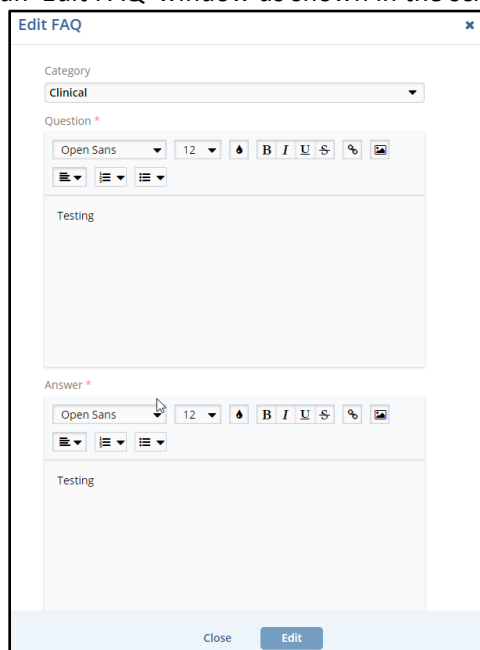 Edit FAQ
Category
Clinical
Question *
Open Sans 12 B I U S
Testing
Answer *
Open Sans 12 B I U S
Testing
Close Edit